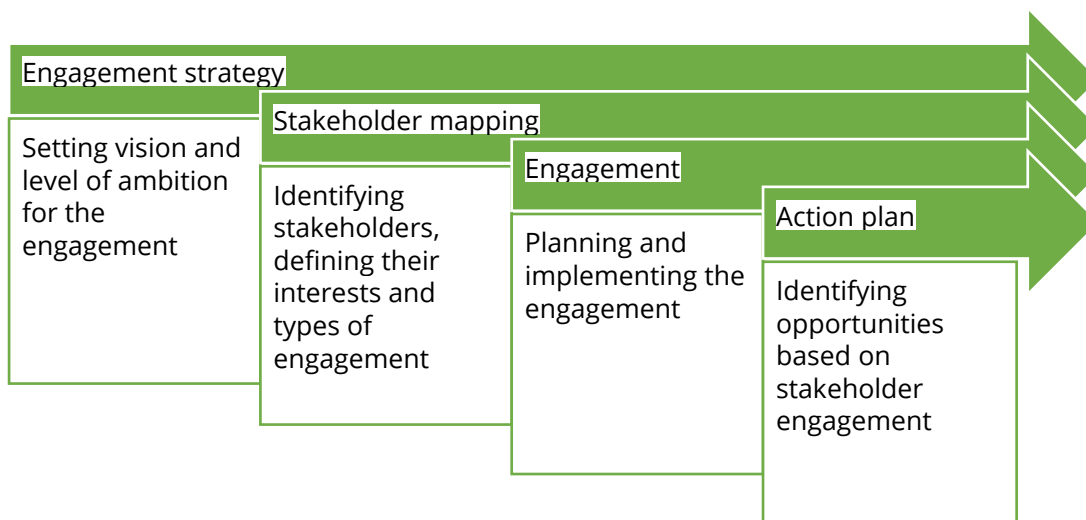 Engagement strategy
Setting vision and
level of ambition
for the
engagement
Stakeholder mapping
Identifying
stakeholders,
defining their
interests and
types of
engagement
Engagement
Planning and
implementing the
engagement
Action plan
Identifying
opportunities
based on
stakeholder
engagement